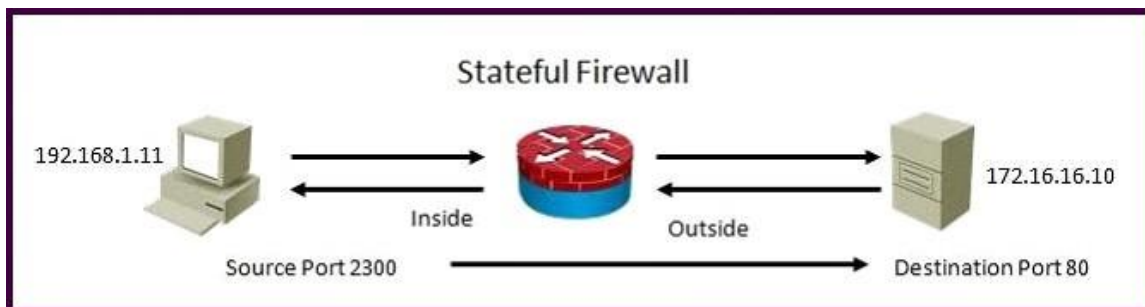 Stateful Firewall
192.168.1.11
172.16.16.10
Inside
Outside
Source Port 2300
Destination Port 80